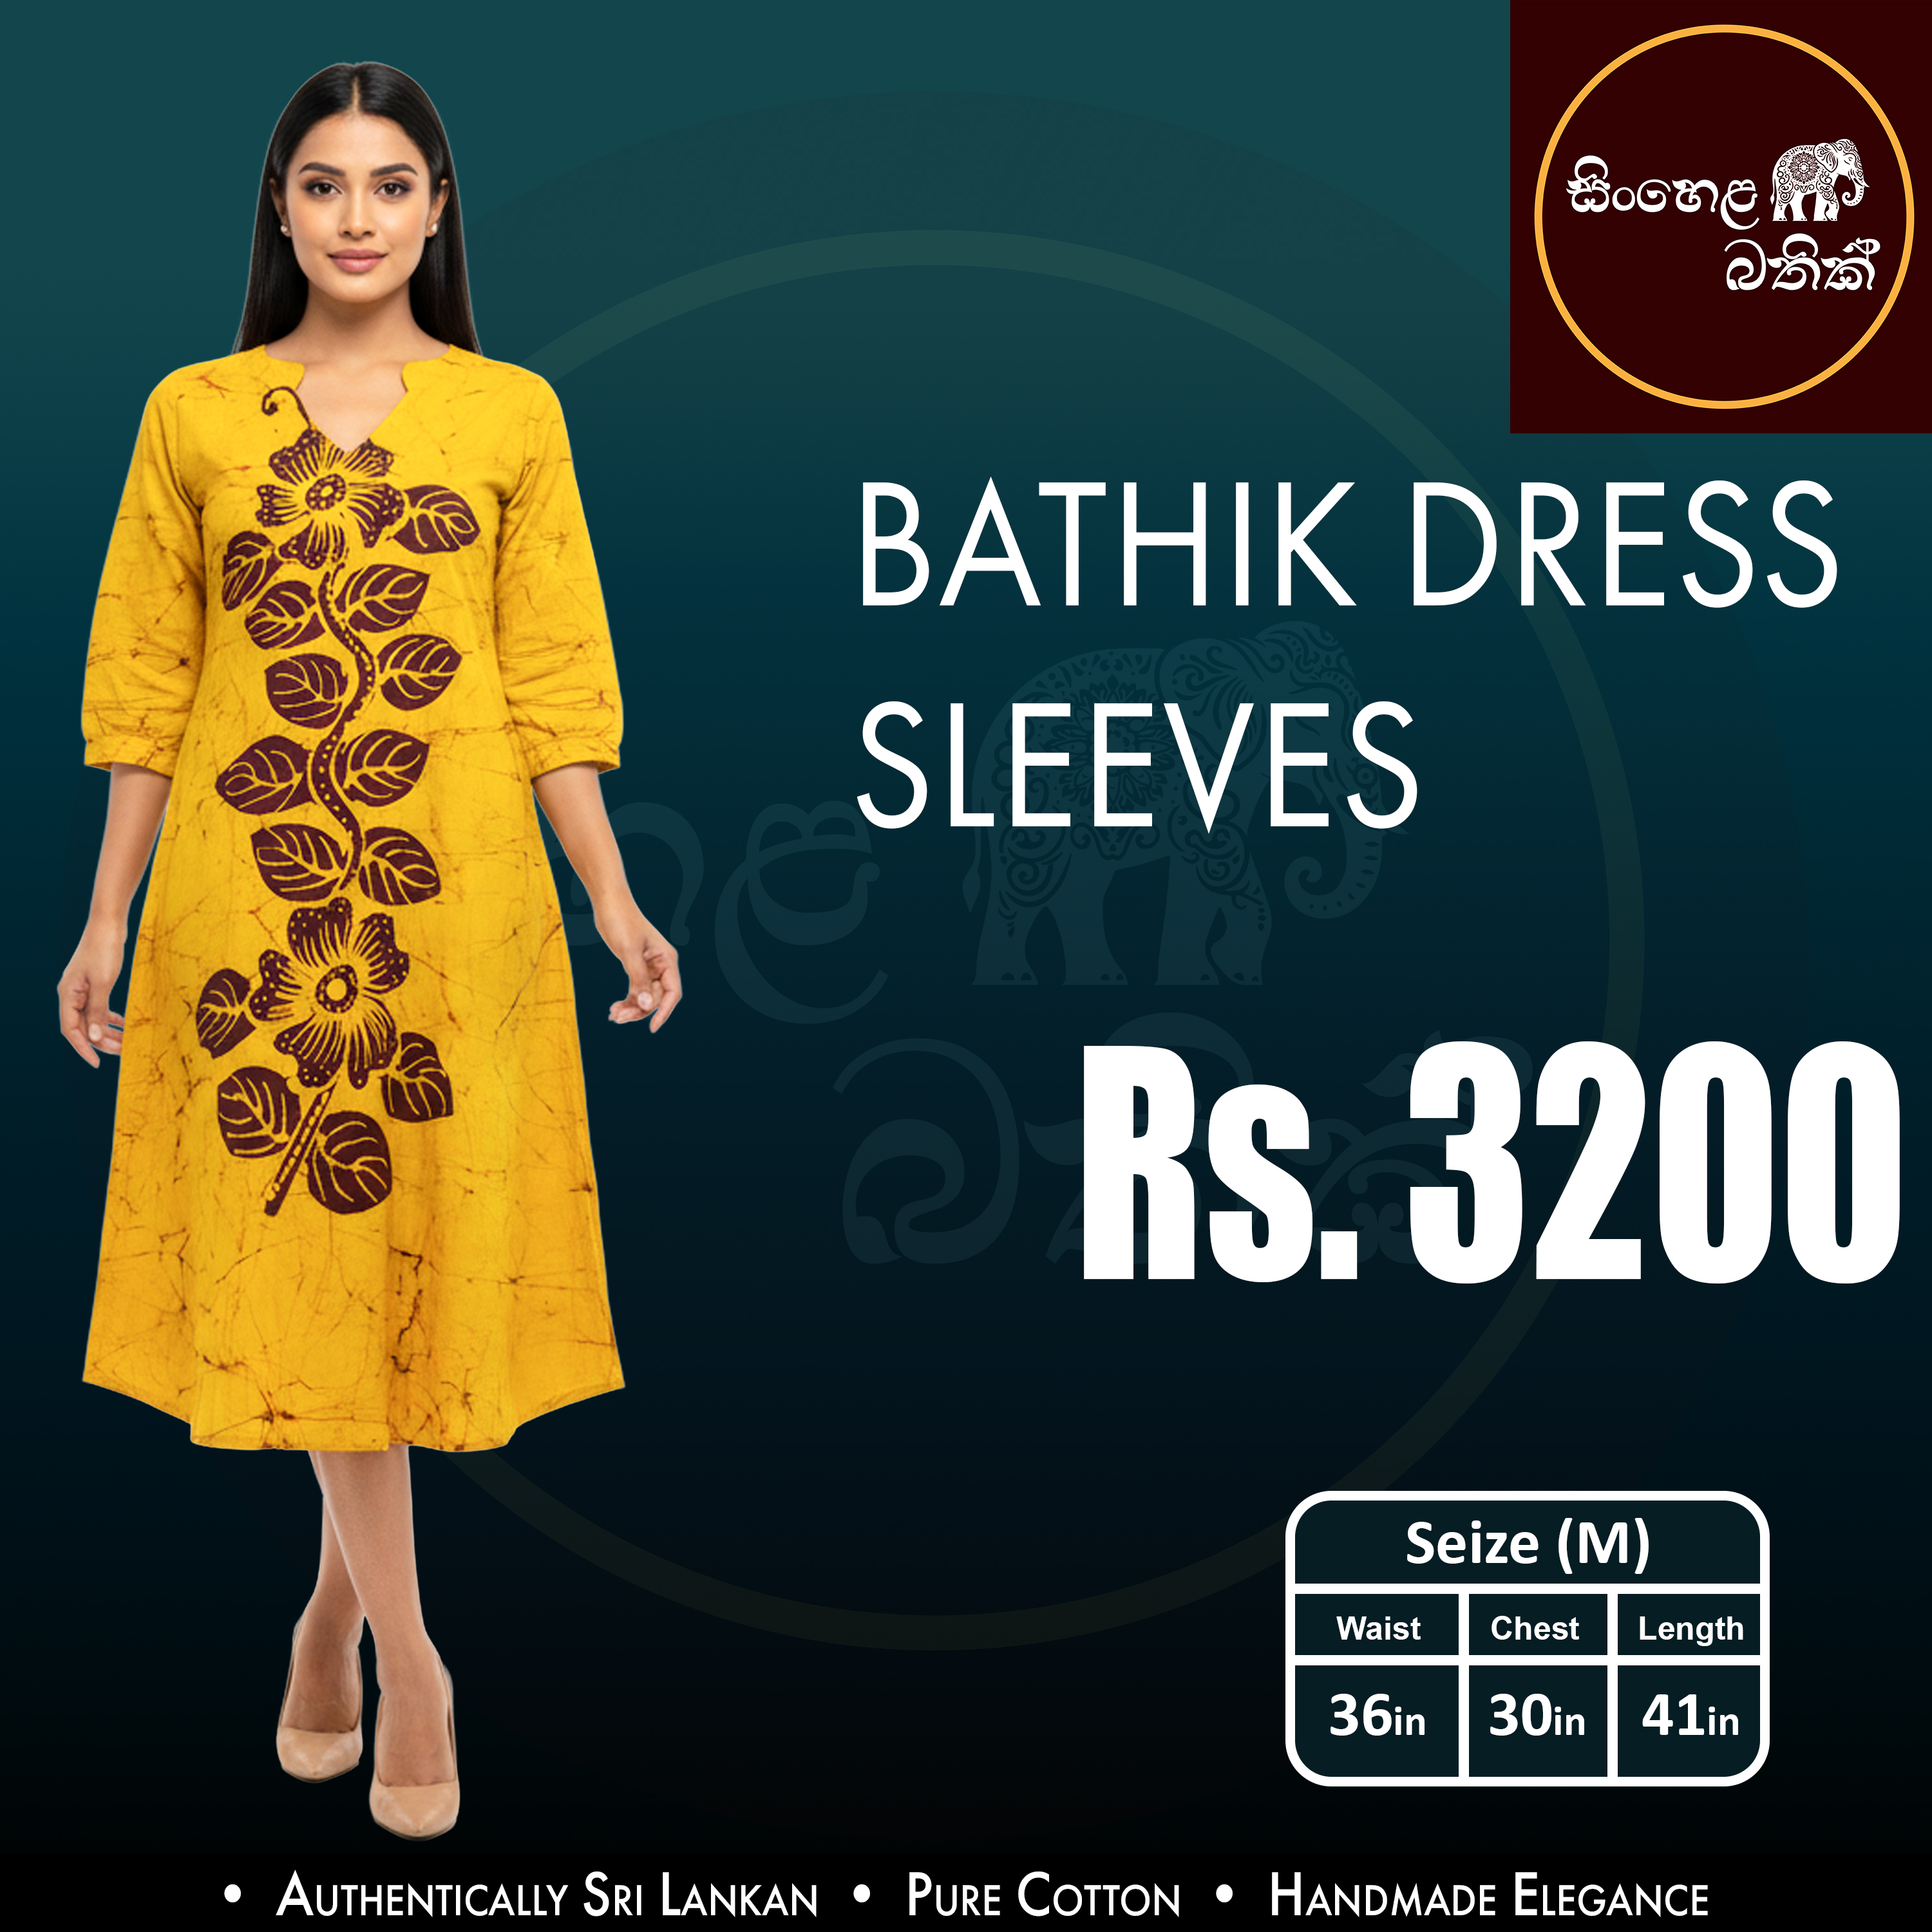 සිංහෙළ
බතික්
BATHIK DRESS
SLEEVES
Rs. 3200
Seize (M)
Waist Chest Length
36in 30in 41in
• AUTHENTICALLY SRI LANKAN • PURE COTTON • HANDMADE ELEGANCE